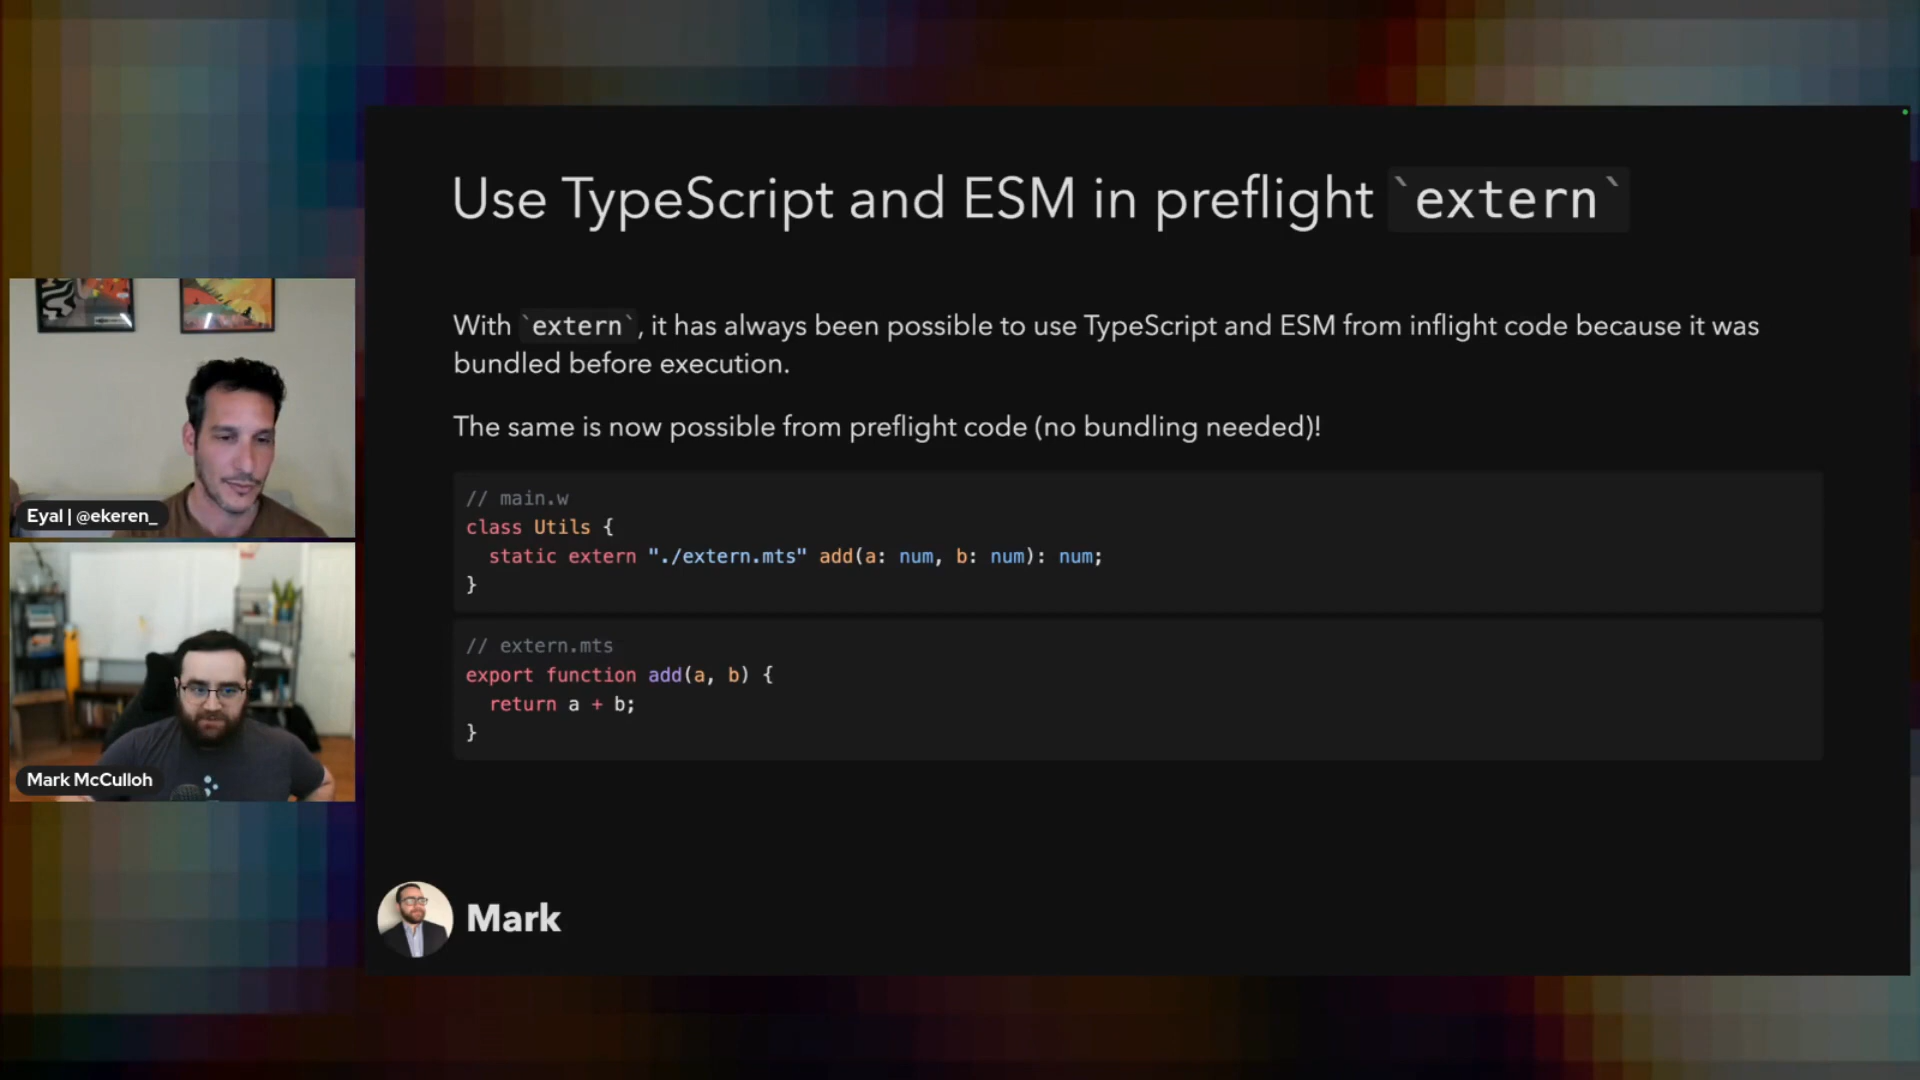 Use TypeScript and ESM in preflight `extern`
With `extern`, it has always been possible to use TypeScript and ESM from inflight code because it was
bundled before execution.
The same is now possible from preflight code (no bundling needed)!
// main.w
class Utils {
  static extern "./extern.mts" add(a: num, b: num): num;
}
// extern.mts
export function add(a, b) {
  return a + b;
}
Mark
Eyal | @ekeren_
Mark McCulloh